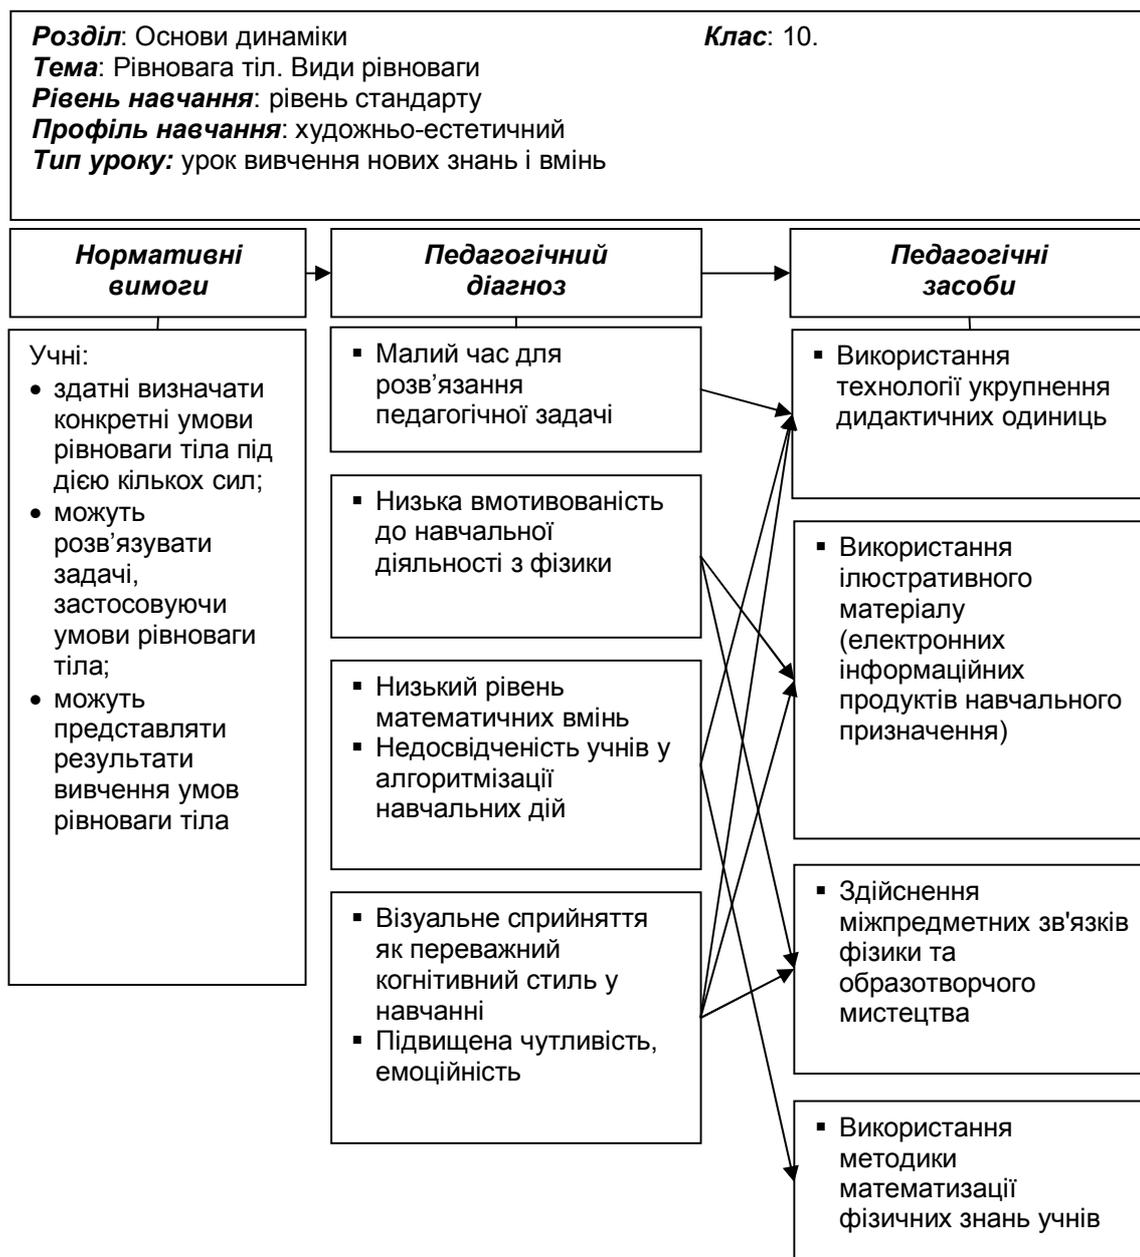 Розділ: Основи динаміки Клас: 10.
Тема: Рівновага тіл. Види рівноваги
Рівень навчання: рівень стандарту
Профіль навчання: художньо-естетичний
Тип уроку: урок вивчення нових знань і вмінь
Нормативні
вимоги
Педагогічний
діагноз
Педагогічні
засоби
Учні:
• здатні визначати
конкретні умови
рівноваги тіла під
дією кількох сил;
• можуть
розв’язувати
задачі,
застосовуючи
умови рівноваги
тіла;
• можуть
представляти
результати
вивчення умов
рівноваги тіла
▪ Малий час для
розв’язання
педагогічної задачі
▪ Низька вмотивованість
до навчальної
діяльності з фізики
▪ Низький рівень
математичних вмінь
▪ Недосвідченість учнів у
алгоритмізації
навчальних дій
▪ Візуальне сприйняття
як переважний
когнітивний стиль у
навчанні
▪ Підвищена чутливість,
емоційність
▪ Використання
технології укрупнення
дидактичних одиниць
▪ Використання
ілюстративного
матеріалу
(електронних
інформаційних
продуктів навчального
призначення)
▪ Здійснення
міжпредметних зв'язків
фізики та
образотворчого
мистецтва
▪ Використання
методики
математизації
фізичних знань учнів